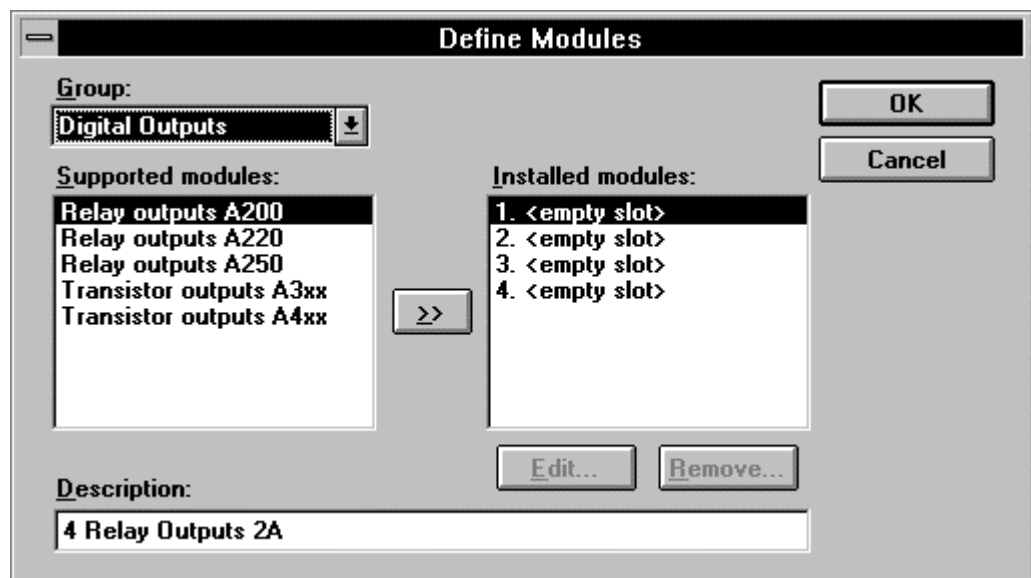 Define Modules
Group:
Digital Outputs
OK
Cancel
Supported modules:
Relay outputs A200
Relay outputs A220
Relay outputs A250
Transistor outputs A3xx
Transistor outputs A4xx
>>
Installed modules:
1. <empty slot>
2. <empty slot>
3. <empty slot>
4. <empty slot>
Edit...
Remove...
Description:
4 Relay Outputs 2A